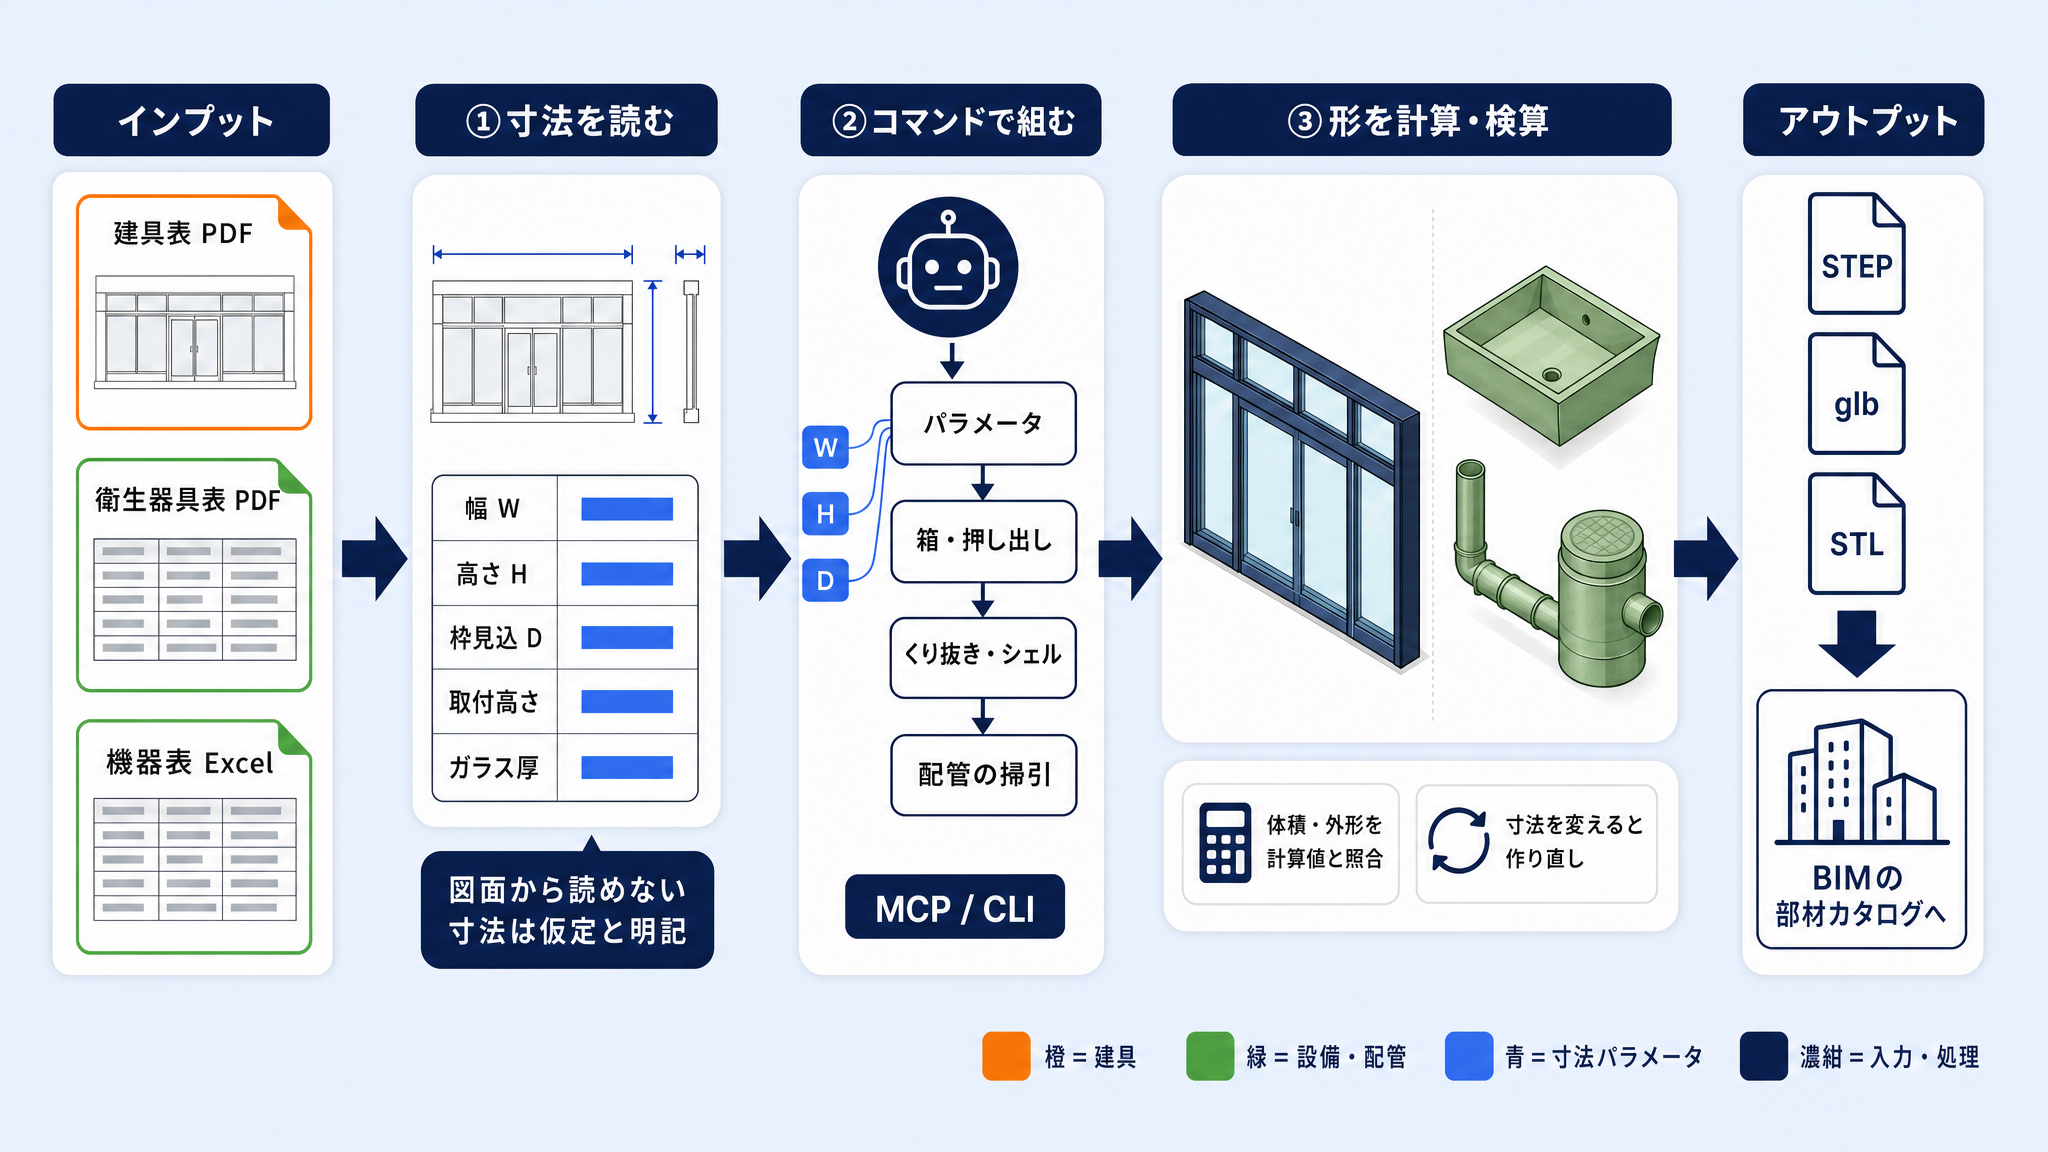 インプット
建具表 PDF
衛生器具表 PDF
機器表 Excel
①寸法を読む
幅 W
高さ H
枠見込 D
取付高さ
ガラス厚
図面から読めない
寸法は仮定と明記
②コマンドで組む
パラメータ
W
H
D
箱・押し出し
くり抜き・シェル
配管の掃引
MCP / CLI
③形を計算・検算
体積・外形を
計算値と照合
寸法を変えると
作り直し
アウトプット
STEP
glb
STL
BIMの
部材カタログへ
橙＝建具
緑＝設備・配管
青＝寸法パラメータ
濃紺＝入力・処理